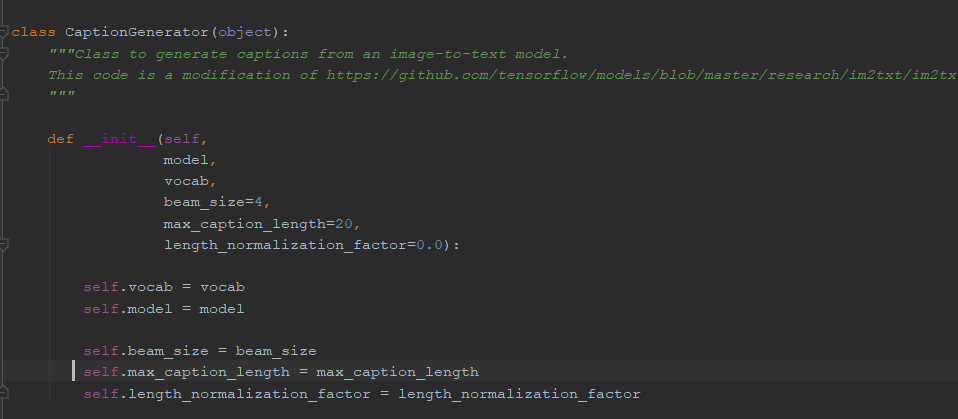 class CaptionGenerator(object):
    """Class to generate captions from an image-to-text model.
    This code is a modification of https://github.com/tensorflow/models/blob/master/research/im2txt/im2tx
    """
    def __init__(self,
                 model,
                 vocab,
                 beam_size=4,
                 max_caption_length=20,
                 length_normalization_factor=0.0):
        self.vocab = vocab
        self.model = model
        self.beam_size = beam_size
        self.max_caption_length = max_caption_length
        self.length_normalization_factor = length_normalization_factor